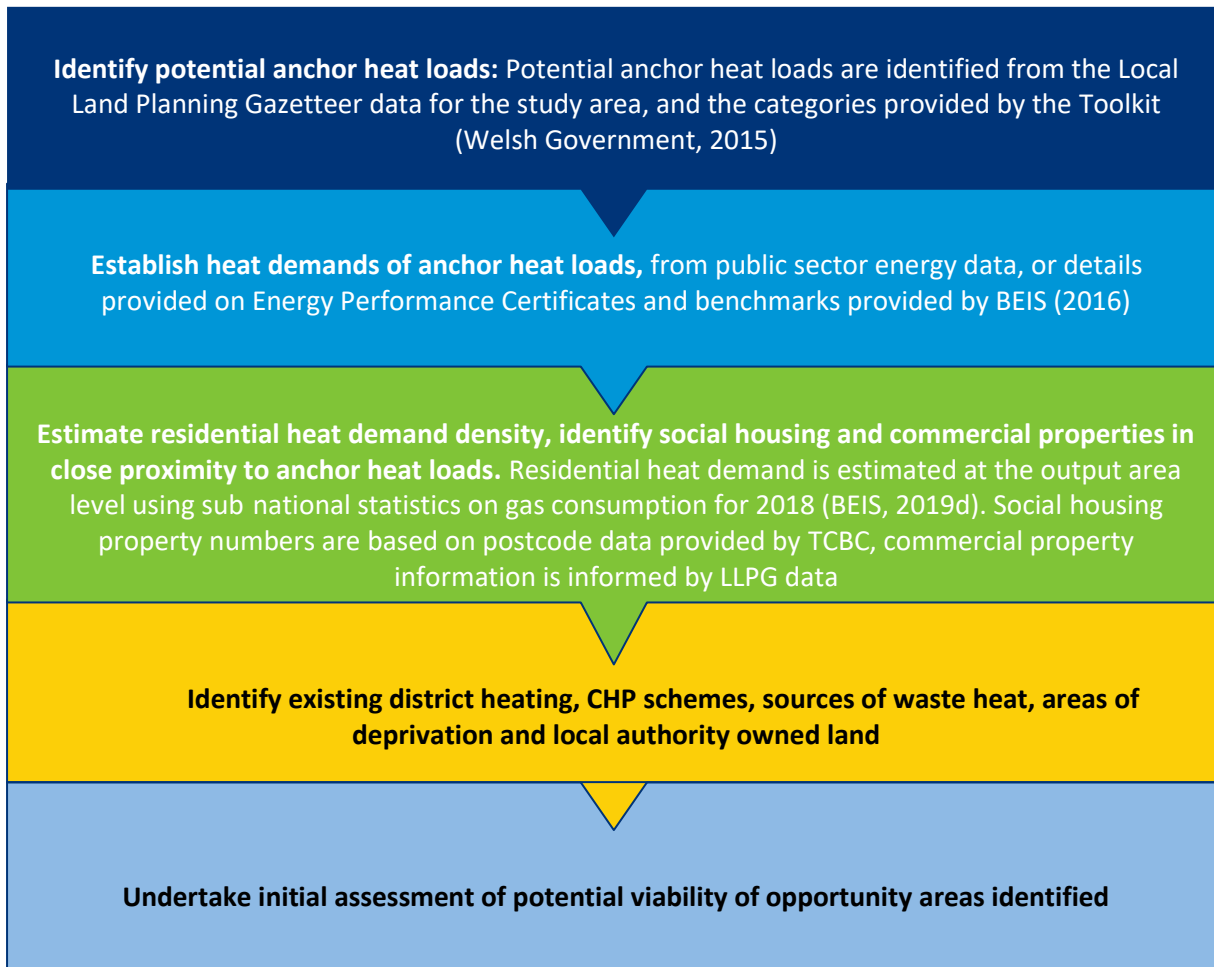 Identify potential anchor heat loads: Potential anchor heat loads are identified from the Local
Land Planning Gazetteer data for the study area, and the categories provided by the Toolkit
(Welsh Government, 2015)
Establish heat demands of anchor heat loads, from public sector energy data, or details
provided on Energy Performance Certificates and benchmarks provided by BEIS (2016)
Estimate residential heat demand density, identify social housing and commercial properties in
close proximity to anchor heat loads. Residential heat demand is estimated at the output area
level using sub national statistics on gas consumption for 2018 (BEIS, 2019d). Social housing
property numbers are based on postcode data provided by TCBC, commercial property
information is informed by LLPG data
Identify existing district heating, CHP schemes, sources of waste heat, areas of
deprivation and local authority owned land
Undertake initial assessment of potential viability of opportunity areas identified